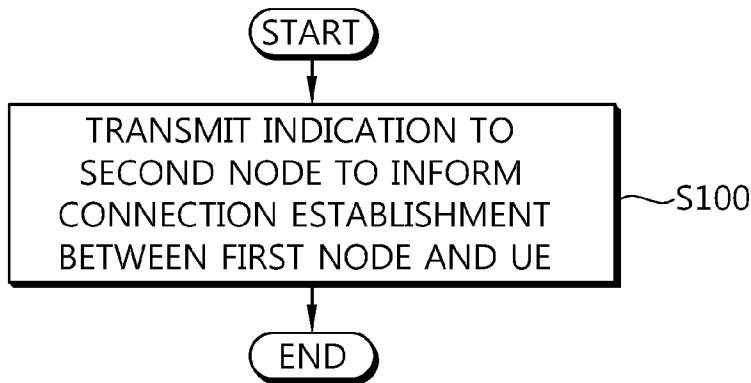 START
TRANSMIT INDICATION TO
SECOND NODE TO INFORM
CONNECTION ESTABLISHMENT
BETWEEN FIRST NODE AND UE
S100
END